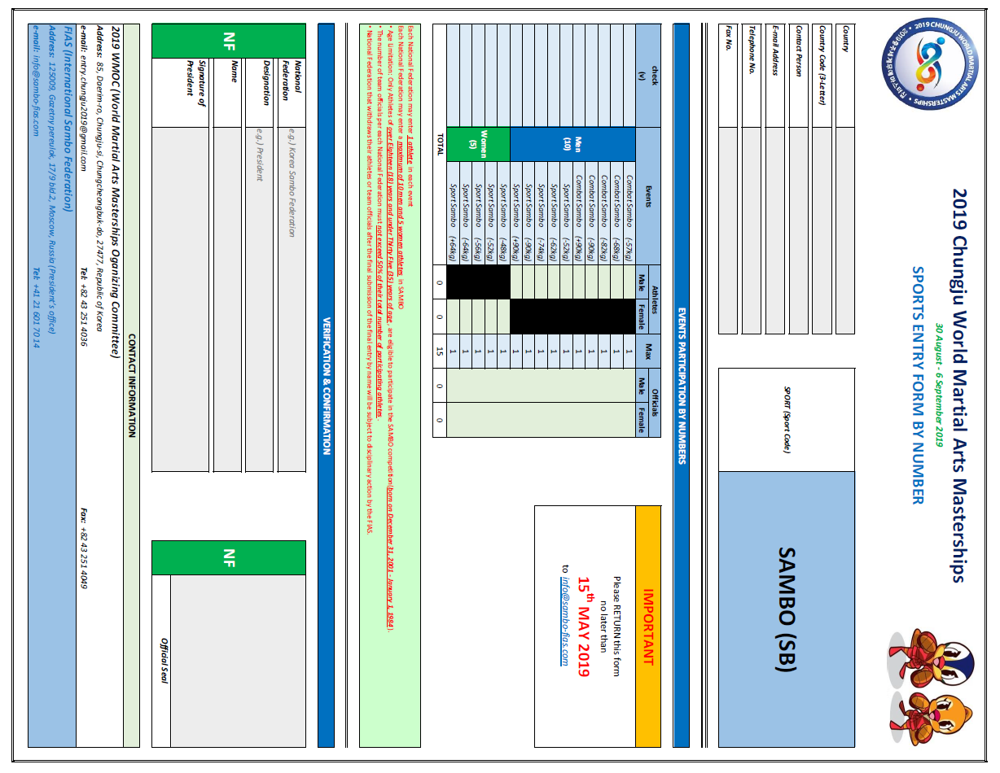 2019 CHUNGJU WORLD MARTIAL ARTS MASTERSHIPS
2019 Chungju World Martial Arts Masterships
30 August - 6 September 2019
SPORTS ENTRY FORM BY NUMBER
Country
Country Code (3-Letter)
Contact Person
E-mail Address
Telephone No.
Fax No.
SPORT (Sport Code)
SAMBO (SB)
EVENTS PARTICIPATION BY NUMBERS
check
(v)
Events
Events
Athletes
Male
Female
Max
Officials
Male
Female
Men
(10)
Combat Sambo (-57kg) 1
Combat Sambo (-68kg) 1
Combat Sambo (-82kg) 1
Combat Sambo (-90kg) 1
Combat Sambo (+90kg) 1
Sport Sambo (-52kg) 1
Sport Sambo (-62kg) 1
Sport Sambo (-74kg) 1
Sport Sambo (-90kg) 1
Sport Sambo (+90kg) 1
Women
(5)
Sport Sambo (-48kg) 1
Sport Sambo (-52kg) 1
Sport Sambo (-56kg) 1
Sport Sambo (-64kg) 1
Sport Sambo (+64kg) 1
TOTAL 0 0 15 0 0
IMPORTANT
Please RETURN this form
no later than
15th MAY 2019
to info@sambo-fias.com
Each National Federation may enter 1 athlete in each event
Each National Federation may enter a maximum of 10 men and 5 women athletes in SAMBO
* Age Limitation: Only Athletes of over Eighteen (18) years and under Thirty Five (35) years of age, are eligible to participate in the SAMBO competition(born on December 31, 2001 - January 1, 1984).
* The number of team officials per each National Federation must not exceed 50% of their total number of participating athletes.
* National Federation that withdraws their athletes or team officials after the final submission of the final entry by name will be subject to disciplinary action by the FIAS.
VERIFICATION & CONFIRMATION
NF
National
Federation
e.g.) Korea Sambo Federation
Designation
e.g.) President
Name
Signature of
President
NF
Official Seal
CONTACT INFORMATION
2019 WMOC (World Martial Arts Masterships Oganizing Committee)
Address: 85, Daerim-ro, Chungju-si, Chungcheongbuk-do, 27477, Republic of Korea
e-mail: entry.chungju2019@gmail.com Tel: +82 43 251 4036 Fax: +82 43 251 4049
FIAS (International Sambo Federation)
Address: 125009, Gazetny pereulok, 17/9 bld.2, Moscow, Russia (President's office)
e-mail: info@sambo-fias.com Tel: +41 21 601 70 14